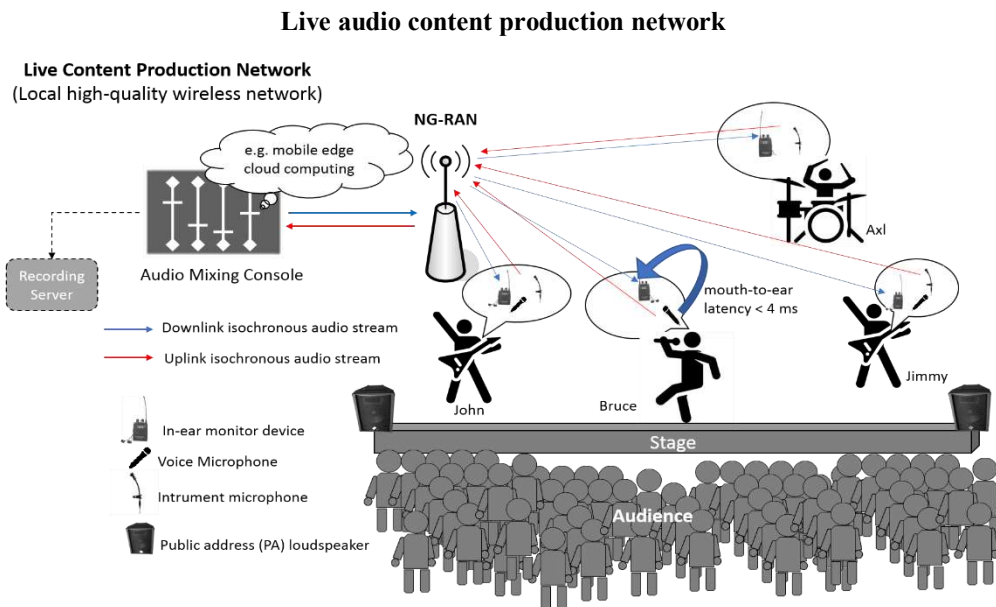 Live audio content production network
Live Content Production Network
(Local high-quality wireless network)
NG-RAN
e.g. mobile edge
cloud computing
Axl
Recording
Server
Audio Mixing Console
mouth-to-ear
latency < 4 ms
Downlink isochronous audio stream
Uplink isochronous audio stream
John
Bruce
Jimmy
In-ear monitor device
Stage
Voice Microphone
Intrument microphone
Audience
Public address (PA) loudspeaker